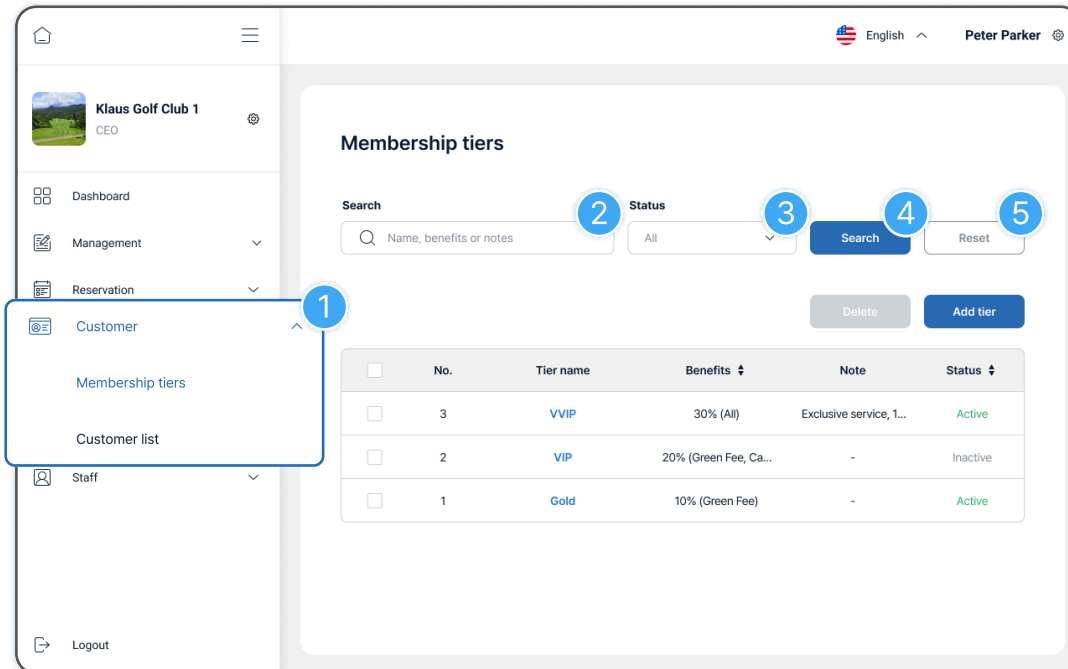 English
Peter Parker
Klaus Golf Club 1
CEO
Dashboard
Management
Reservation
1
Customer
Membership tiers
Customer list
Staff
Logout
Membership tiers
Search
2
Status
3
4
5
Name, benefits or notes
All
Search
Reset
Delete
Add tier
No. Tier name Benefits Note Status
3 VVIP 30% (All) Exclusive service, 1... Active
2 VIP 20% (Green Fee, Ca... - Inactive
1 Gold 10% (Green Fee) - Active